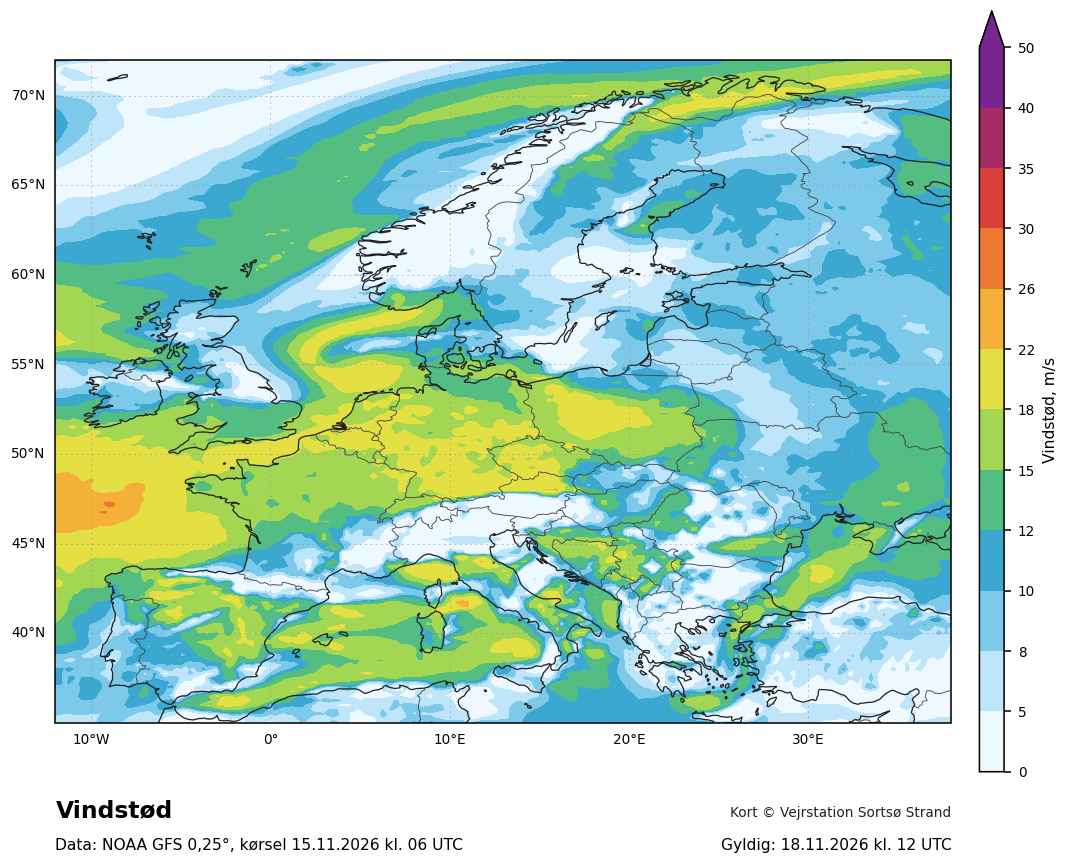 50
40
35
30
26
22
18
15
12
10
8
5
0
Vindstød, m/s
70°N
65°N
60°N
55°N
50°N
45°N
40°N
10°W
0°
10°E
20°E
30°E
Vindstød
Kort © Vejrstation Sortsø Strand
Data: NOAA GFS 0,25°, kørsel 15.11.2026 kl. 06 UTC
Gyldig: 18.11.2026 kl. 12 UTC